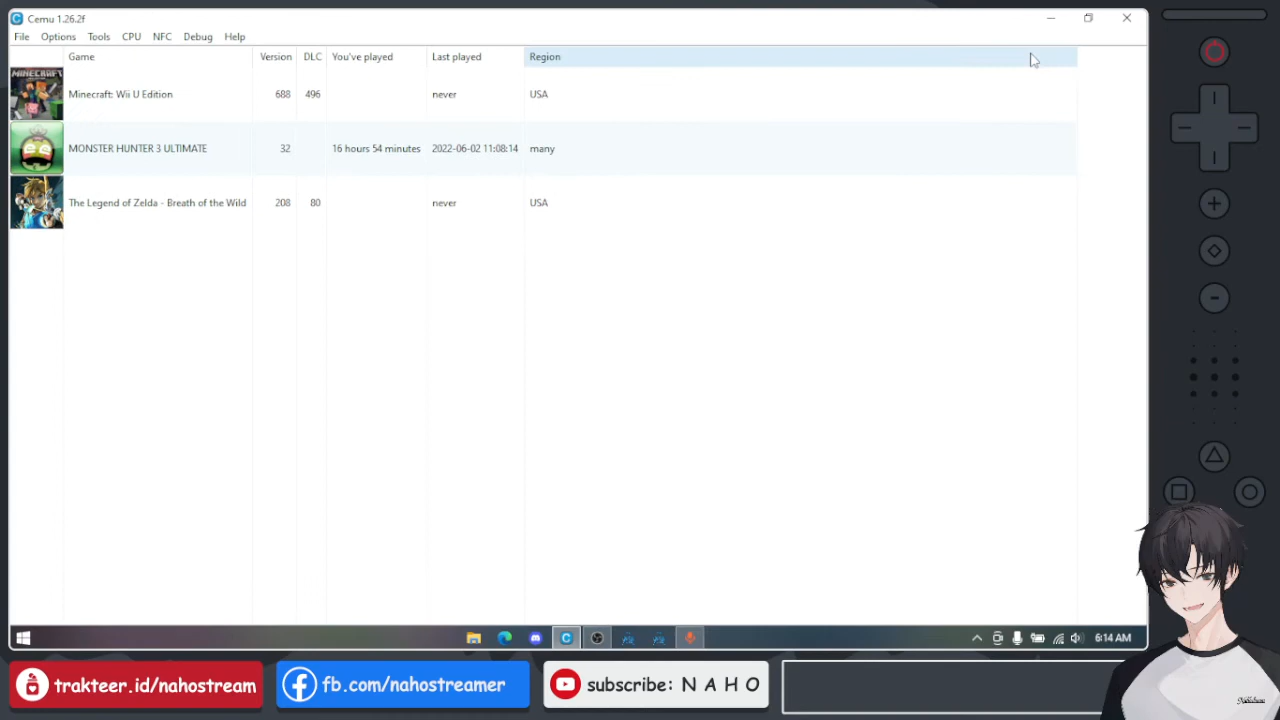 Cemu 1.26.2f
File Options Tools CPU NFC Debug Help
Game Version DLC You've played Last played Region
MINECRAFT
Minecraft: Wii U Edition 688 496 never USA
MONSTER HUNTER 3 ULTIMATE 32 16 hours 54 minutes 2022-06-02 11:08:14 many
The Legend of Zelda - Breath of the Wild 208 80 never USA
6:14 AM
trakteer.id/nahostream
fb.com/nahostreamer
subscribe: N A H O